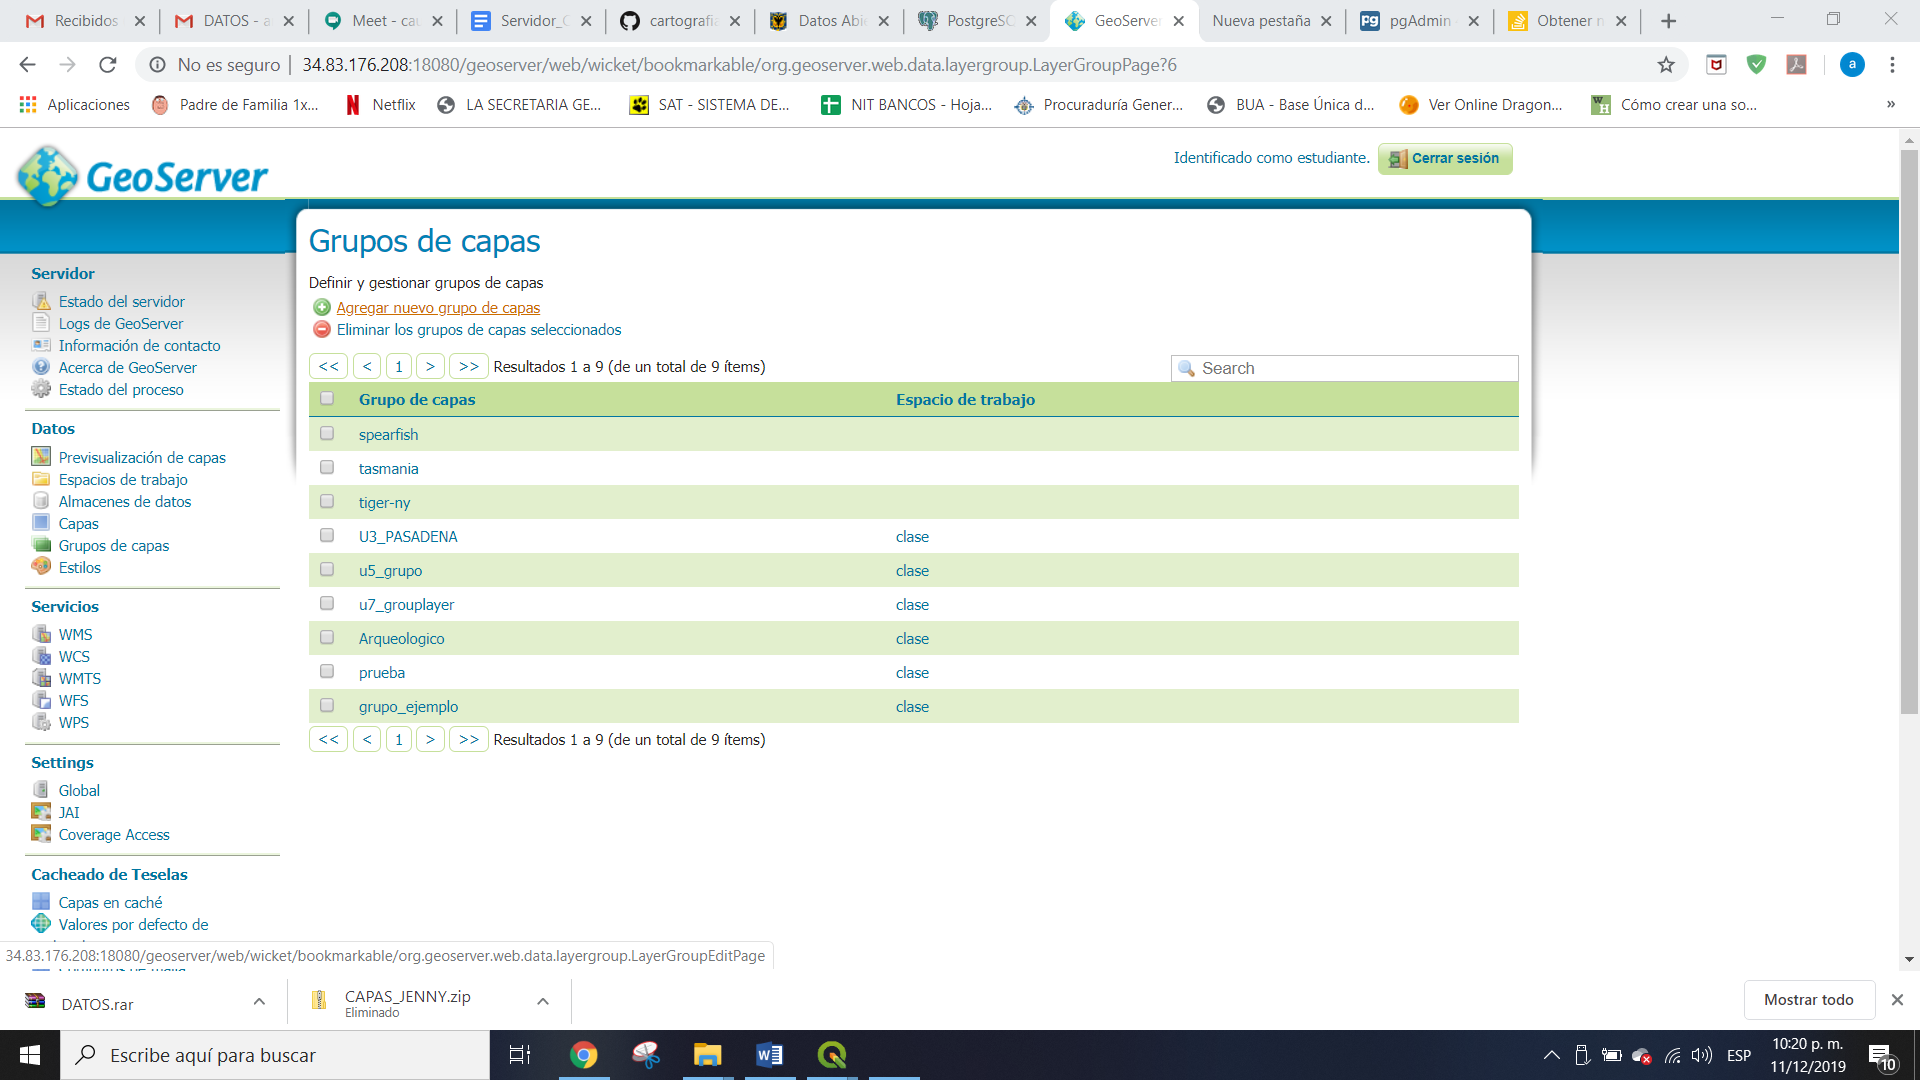 Recibidos
DATOS - a
Meet - cau
Servidor_C
cartografia
Datos Abie
PostgreSQ
GeoServer
Nueva pestaña
pgAdmin
Obtener n
No es seguro
34.83.176.208:18080/geoserver/web/wicket/bookmarkable/org.geoserver.web.data.layergroup.LayerGroupPage?6
a
Aplicaciones
Padre de Familia 1x...
Netflix
LA SECRETARIA GE...
SAT - SISTEMA DE...
NIT BANCOS - Hoja...
Procuraduría Gener...
BUA - Base Única d...
Ver Online Dragon...
Cómo crear una so...
»
GeoServer
Identificado como estudiante.
Cerrar sesión
Servidor
Estado del servidor
Logs de GeoServer
Información de contacto
Acerca de GeoServer
Estado del proceso
Datos
Previsualización de capas
Espacios de trabajo
Almacenes de datos
Capas
Grupos de capas
Estilos
Servicios
WMS
WCS
WMTS
WFS
WPS
Settings
Global
JAI
Coverage Access
Cacheado de Teselas
Capas en caché
Valores por defecto de
Grupos de capas
Definir y gestionar grupos de capas
Agregar nuevo grupo de capas
Eliminar los grupos de capas seleccionados
<< < 1 > >> Resultados 1 a 9 (de un total de 9 ítems)
Search
Grupo de capas Espacio de trabajo
spearfish
tasmania
tiger-ny
U3_PASADENA clase
u5_grupo clase
u7_grouplayer clase
Arqueologico clase
prueba clase
grupo_ejemplo clase
<< < 1 > >> Resultados 1 a 9 (de un total de 9 ítems)
34.83.176.208:18080/geoserver/web/wicket/bookmarkable/org.geoserver.web.data.layergroup.LayerGroupEditPage
DATOS.rar
CAPAS_JENNY.zip
Eliminado
Mostrar todo
Escribe aquí para buscar
ESP
10:20 p. m.
11/12/2019
10